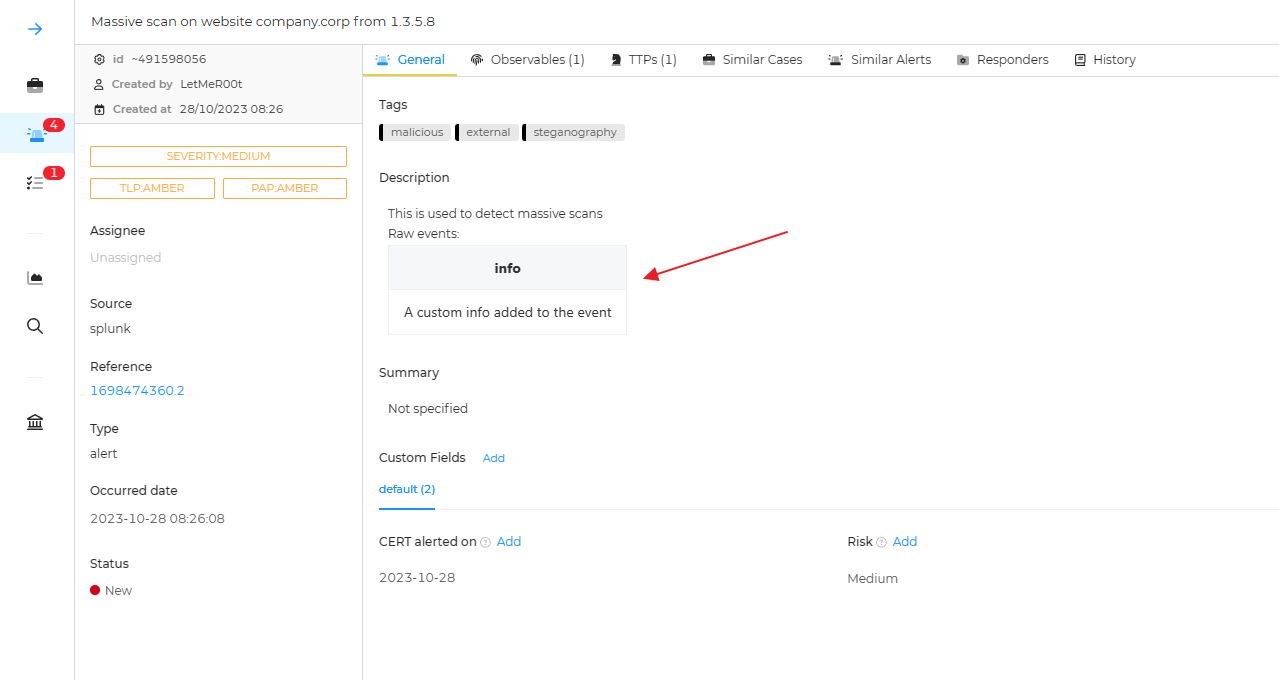 Massive scan on website company.corp from 1.3.5.8
id ~491598056
Created by LetMeR00t
Created at 28/10/2023 08:26
4
1
SEVERITY:MEDIUM
TLP:AMBER PAP:AMBER
Assignee
Unassigned
Source
splunk
Reference
1698474360.2
Type
alert
Occurred date
2023-10-28 08:26:08
Status
New
General Observables (1) TTPs (1) Similar Cases Similar Alerts Responders History
Tags
malicious external steganography
Description
This is used to detect massive scans
Raw events:
info
A custom info added to the event
Summary
Not specified
Custom Fields Add
default (2)
CERT alerted on ? Add Risk ? Add
2023-10-28 Medium